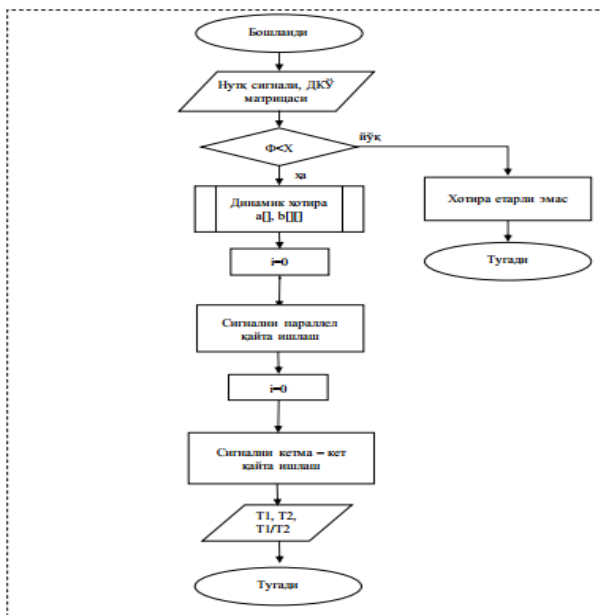 Бошланди
Нутқ сигнали, ДКЎ
матрицаси
Ф<X
йўқ
ҳа
Хотира етарли эмас
Тугади
Динамик хотира
a[], b[][]
i=0
Сигнални параллел
қайта ишлаш
i=0
Сигнални кетма – кет
қайта ишлаш
T1, T2,
T1/T2
Тугади